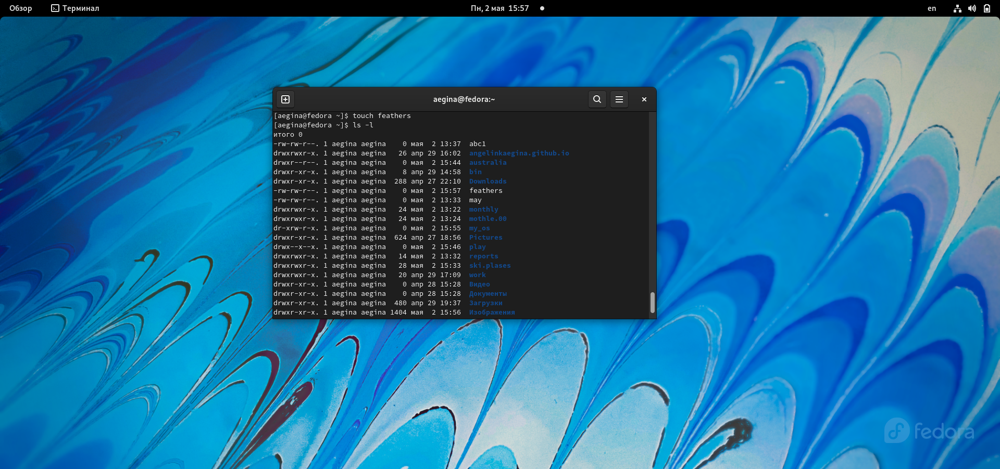 Обзор Терминал Пн, 2 мая 15:57 en
aegina@fedora:~
[aegina@fedora ~]$ touch feathers
[aegina@fedora ~]$ ls -l
итого 0
-rw-rw-r--. 1 aegina aegina    0 мая  2 13:37  abc1
drwxrwxr-x. 1 aegina aegina   26 апр 29 16:02  angelinkaegina.github.io
drwxr--r--. 1 aegina aegina    0 мая  2 15:44  australia
drwxr-xr-x. 1 aegina aegina    8 апр 29 14:58  bin
drwxr-xr-x. 1 aegina aegina  288 апр 27 22:10  Downloads
-rw-rw-r--. 1 aegina aegina    0 мая  2 15:57  feathers
-rw-rw-r--. 1 aegina aegina    0 мая  2 13:33  may
drwxrwxr-x. 1 aegina aegina   24 мая  2 13:22  monthly
drwxrwxr-x. 1 aegina aegina   24 мая  2 13:24  mothle.00
dr-xrw-r-x. 1 aegina aegina    0 мая  2 15:55  my_os
drwxr-xr-x. 1 aegina aegina  624 апр 27 18:56  Pictures
drwx--x--x. 1 aegina aegina    0 мая  2 15:46  play
drwxrwxr-x. 1 aegina aegina   14 мая  2 13:32  reports
drwxrwxr-x. 1 aegina aegina   28 мая  2 15:33  ski.plases
drwxrwxr-x. 1 aegina aegina   20 апр 29 17:09  work
drwxr-xr-x. 1 aegina aegina    0 апр 28 15:28  Видео
drwxr-xr-x. 1 aegina aegina    0 апр 28 15:28  Документы
drwxr-xr-x. 1 aegina aegina  480 апр 29 19:37  Загрузки
drwxr-xr-x. 1 aegina aegina 1404 мая  2 15:56  Изображения
fedora